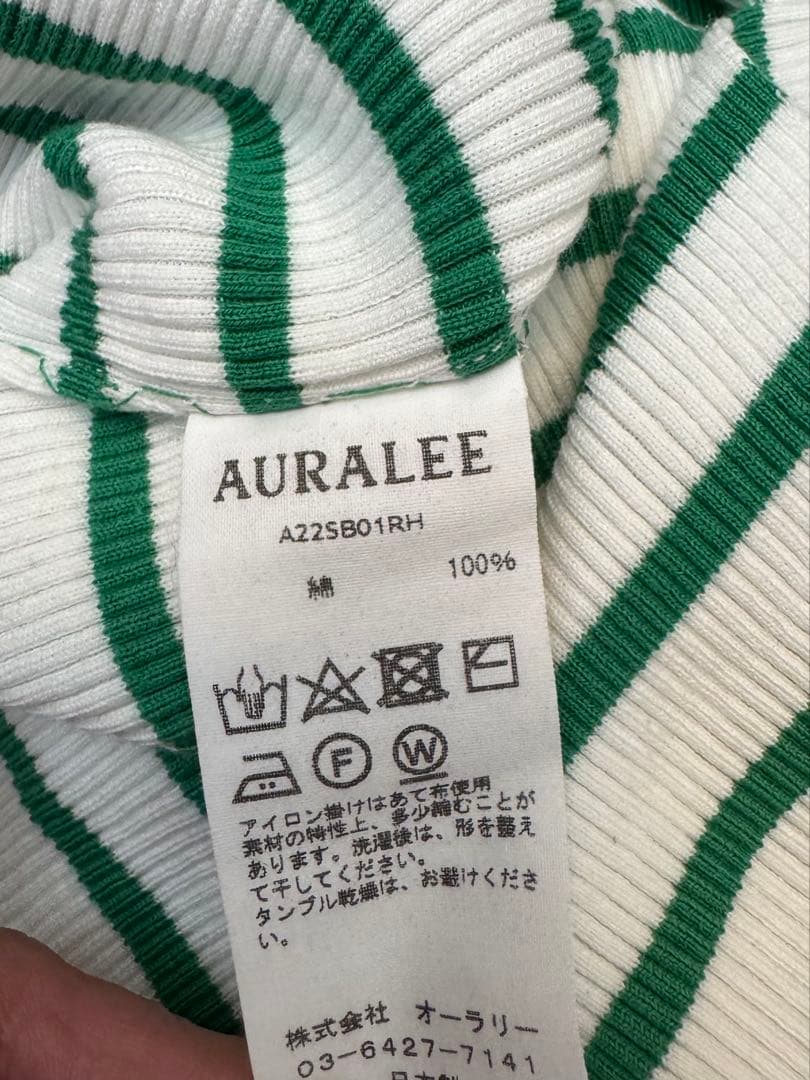 AURALEE
A22SB01RH
綿 100%
F W
アイロン掛けはあて布使用
素材の特性上、多少縮むことが
あります。洗濯後は、形を整え
て干してください。
タンブル乾燥は、お避けくださ
い。
株式会社 オーラリー
03-6427-7141
日本製